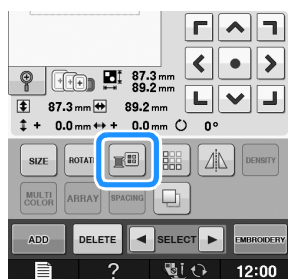 87.3 mm
89.2 mm
87.3 mm 89.2 mm
+ 0.0 mm + 0.0 mm 0°
SIZE ROTATE DENSITY
MULTI COLOR ARRAY SPACING
ADD DELETE SELECT EMBROIDERY
? 12:00